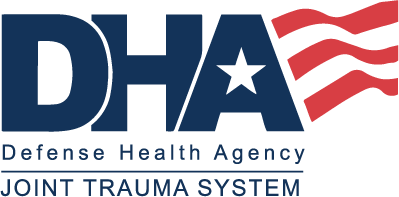 DHA
Defense Health Agency
JOINT TRAUMA SYSTEM